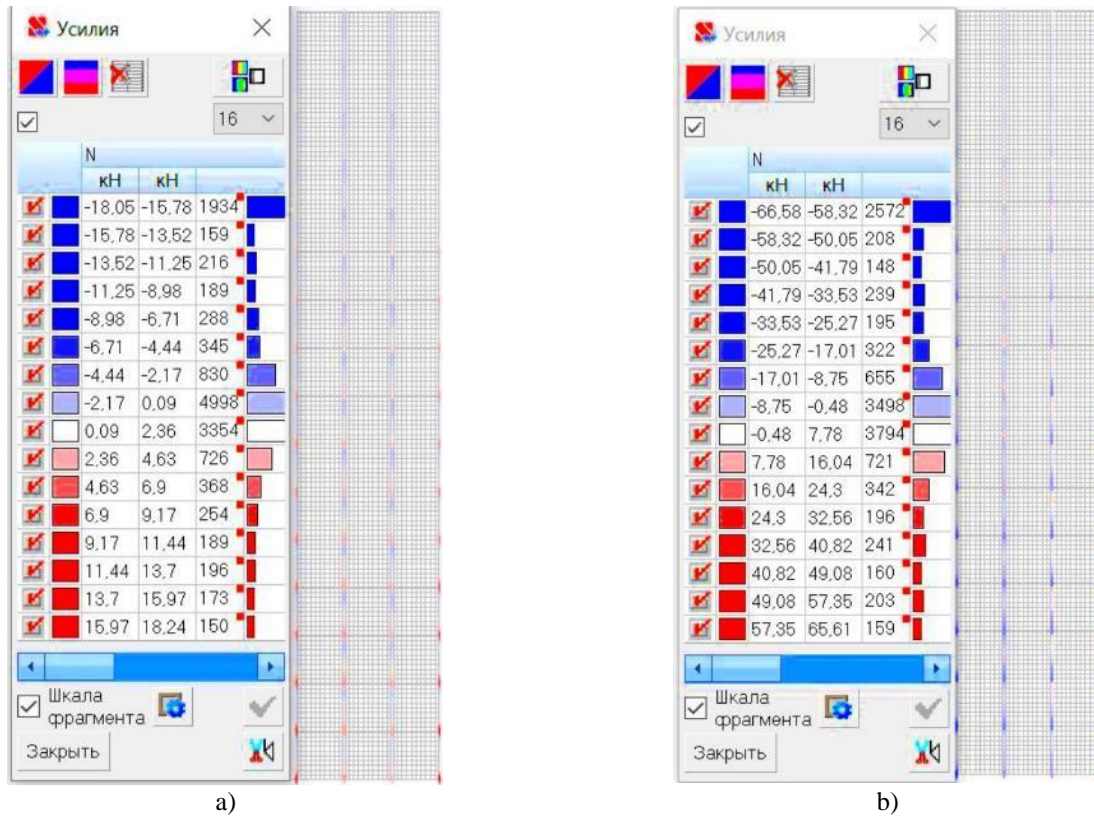 Усилия
16
N
кН кН
-18,05 -15,78 1934
-15,78 -13,52 159
-13,52 -11,25 216
-11,25 -8,98 189
-8,98 -6,71 288
-6,71 -4,44 345
-4,44 -2,17 830
-2,17 0,09 4998
0,09 2,36 3354
2,36 4,63 726
4,63 6,9 368
6,9 9,17 254
9,17 11,44 189
11,44 13,7 196
13,7 15,97 173
15,97 18,24 150
Шкала
фрагмента
Закрыть
a)
Усилия
16
N
кН кН
-66,58 -58,32 2572
-58,32 -50,05 208
-50,05 -41,79 148
-41,79 -33,53 239
-33,53 -25,27 195
-25,27 -17,01 322
-17,01 -8,75 655
-8,75 -0,48 3498
-0,48 7,78 3794
7,78 16,04 721
16,04 24,3 342
24,3 32,56 196
32,56 40,82 241
40,82 49,08 160
49,08 57,35 203
57,35 65,61 159
Шкала
фрагмента
Закрыть
b)